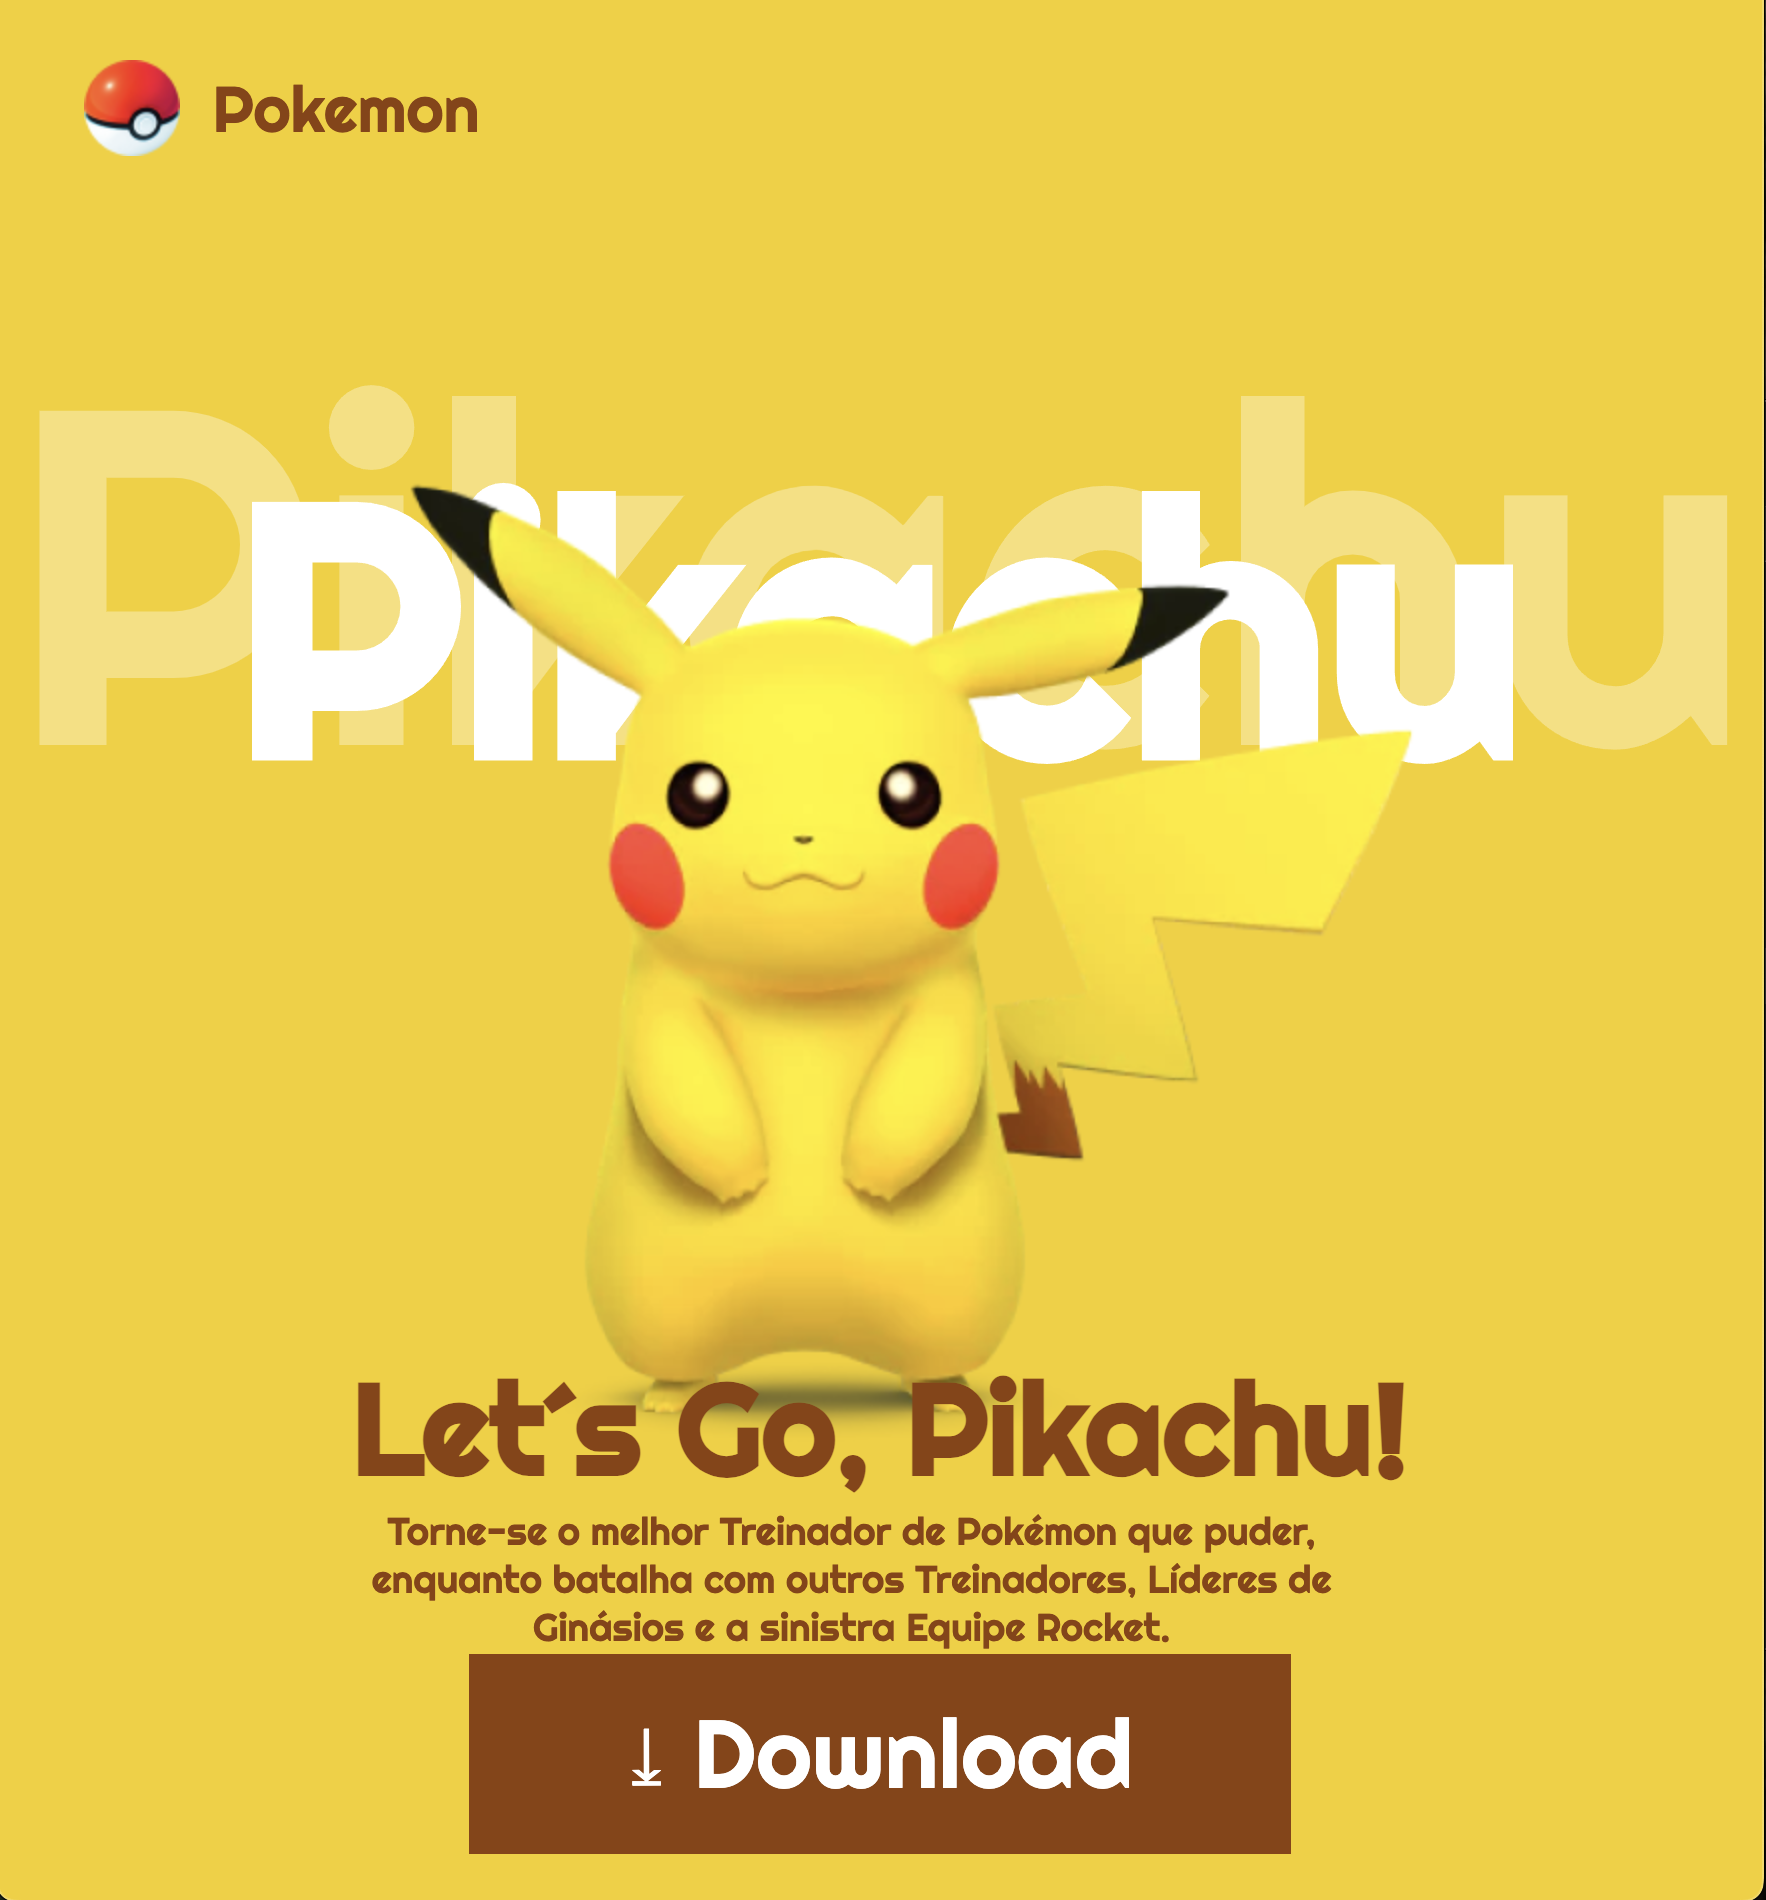 Pokemon
Pikachu
Pikachu
Let´s Go, Pikachu!
Torne-se o melhor Treinador de Pokémon que puder,
enquanto batalha com outros Treinadores, Líderes de
Ginásios e a sinistra Equipe Rocket.
Download